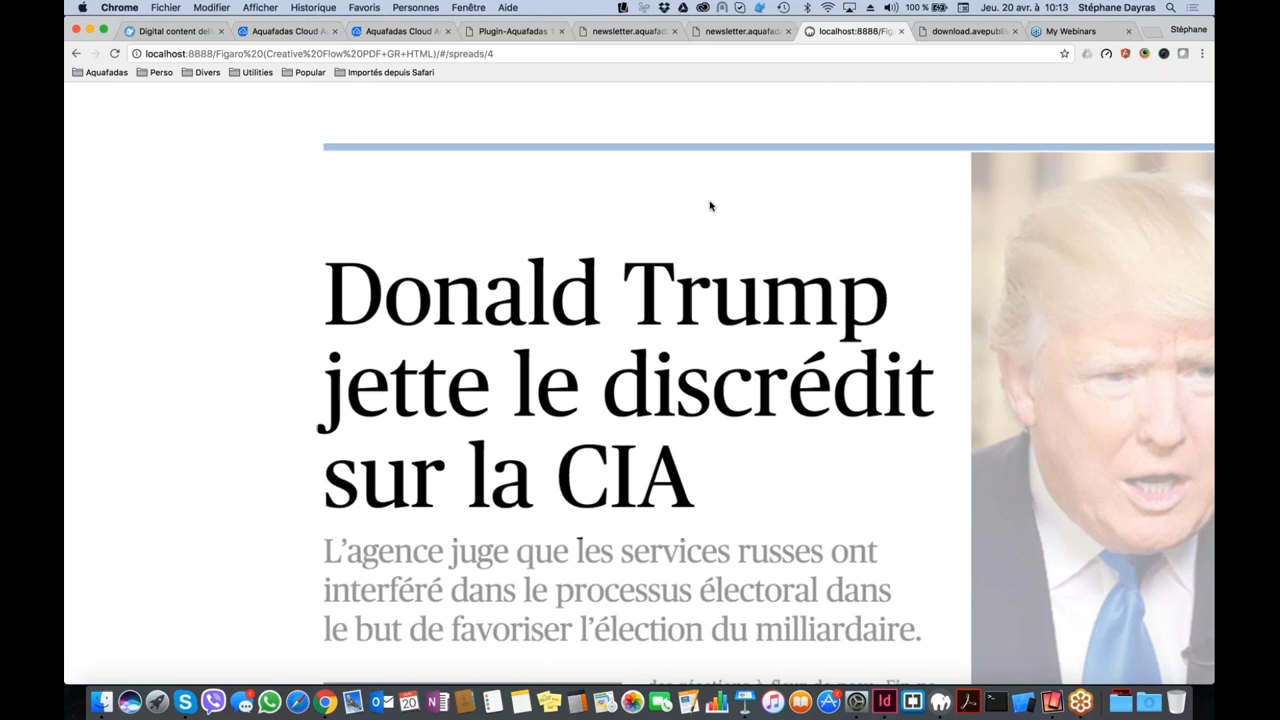 Chrome Fichier Modifier Afficher Historique Favoris Personnes Fenêtre Aide 100 % Jeu. 20 avr. à 10:13 Stéphane Dayras
Digital content del Aquafadas Cloud A Aquafadas Cloud A Plugin-Aquafadas 1 newsletter.aquafad newsletter.aquafad localhost:8888/Fig download.avepublis My Webinars Stéphane
localhost:8888/Figaro%20(Creative%20Flow%20PDF+GR+HTML)/#/spreads/4
Aquafadas Perso Divers Utilities Popular Importés depuis Safari
Donald Trump
jette le discrédit
sur la CIA
L'agence juge que les services russes ont
interféré dans le processus électoral dans
le but de favoriser l'élection du milliardaire.